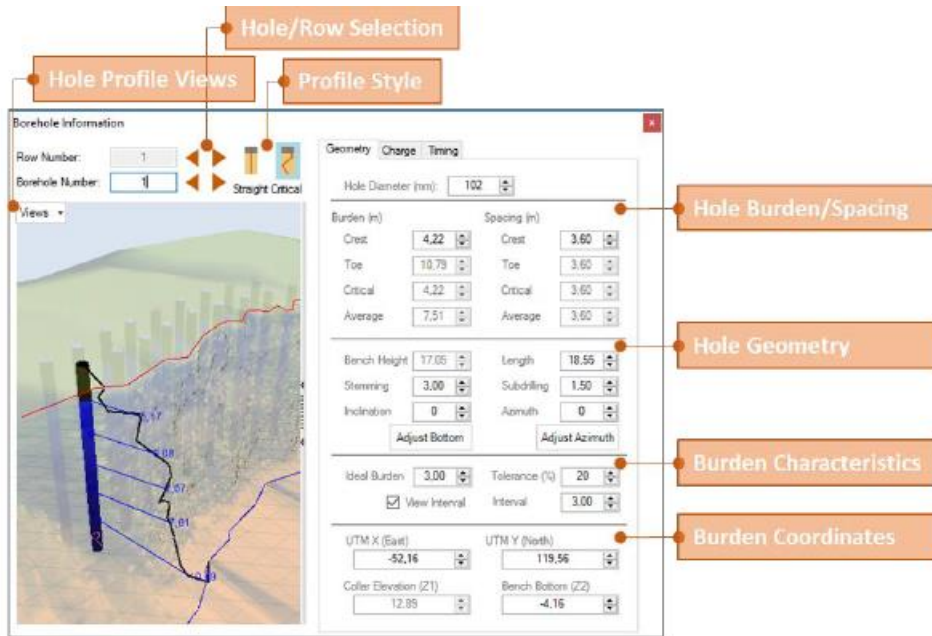 Hole/Row Selection
Hole Profile Views
Profile Style
Borehole Information
Row Number: 1
Borehole Number: 1
Straight Critical
Views
Geometry Charge Timing
Hole Diameter (mm): 102
Hole Burden/Spacing
Burden (m) Spacing (m)
Crest 4,22 Crest 3,60
Toe 10,79 Toe 3,60
Critical 4,22 Critical 3,60
Average 7,51 Average 3,60
Hole Geometry
Bench Height 17,05 Length 18,55
Stemming 3,00 Subdrilling 1,50
Inclination 0 Azimuth 0
Adjust Bottom Adjust Azimuth
Burden Characteristics
Ideal Burden 3,00 Tolerance (%) 20
View Interval Interval 3,00
Burden Coordinates
UTM X (East) UTM Y (North)
-52,16 119,56
Coller Elevation (Z1) Bench Bottom (Z2)
12,89 -4,16